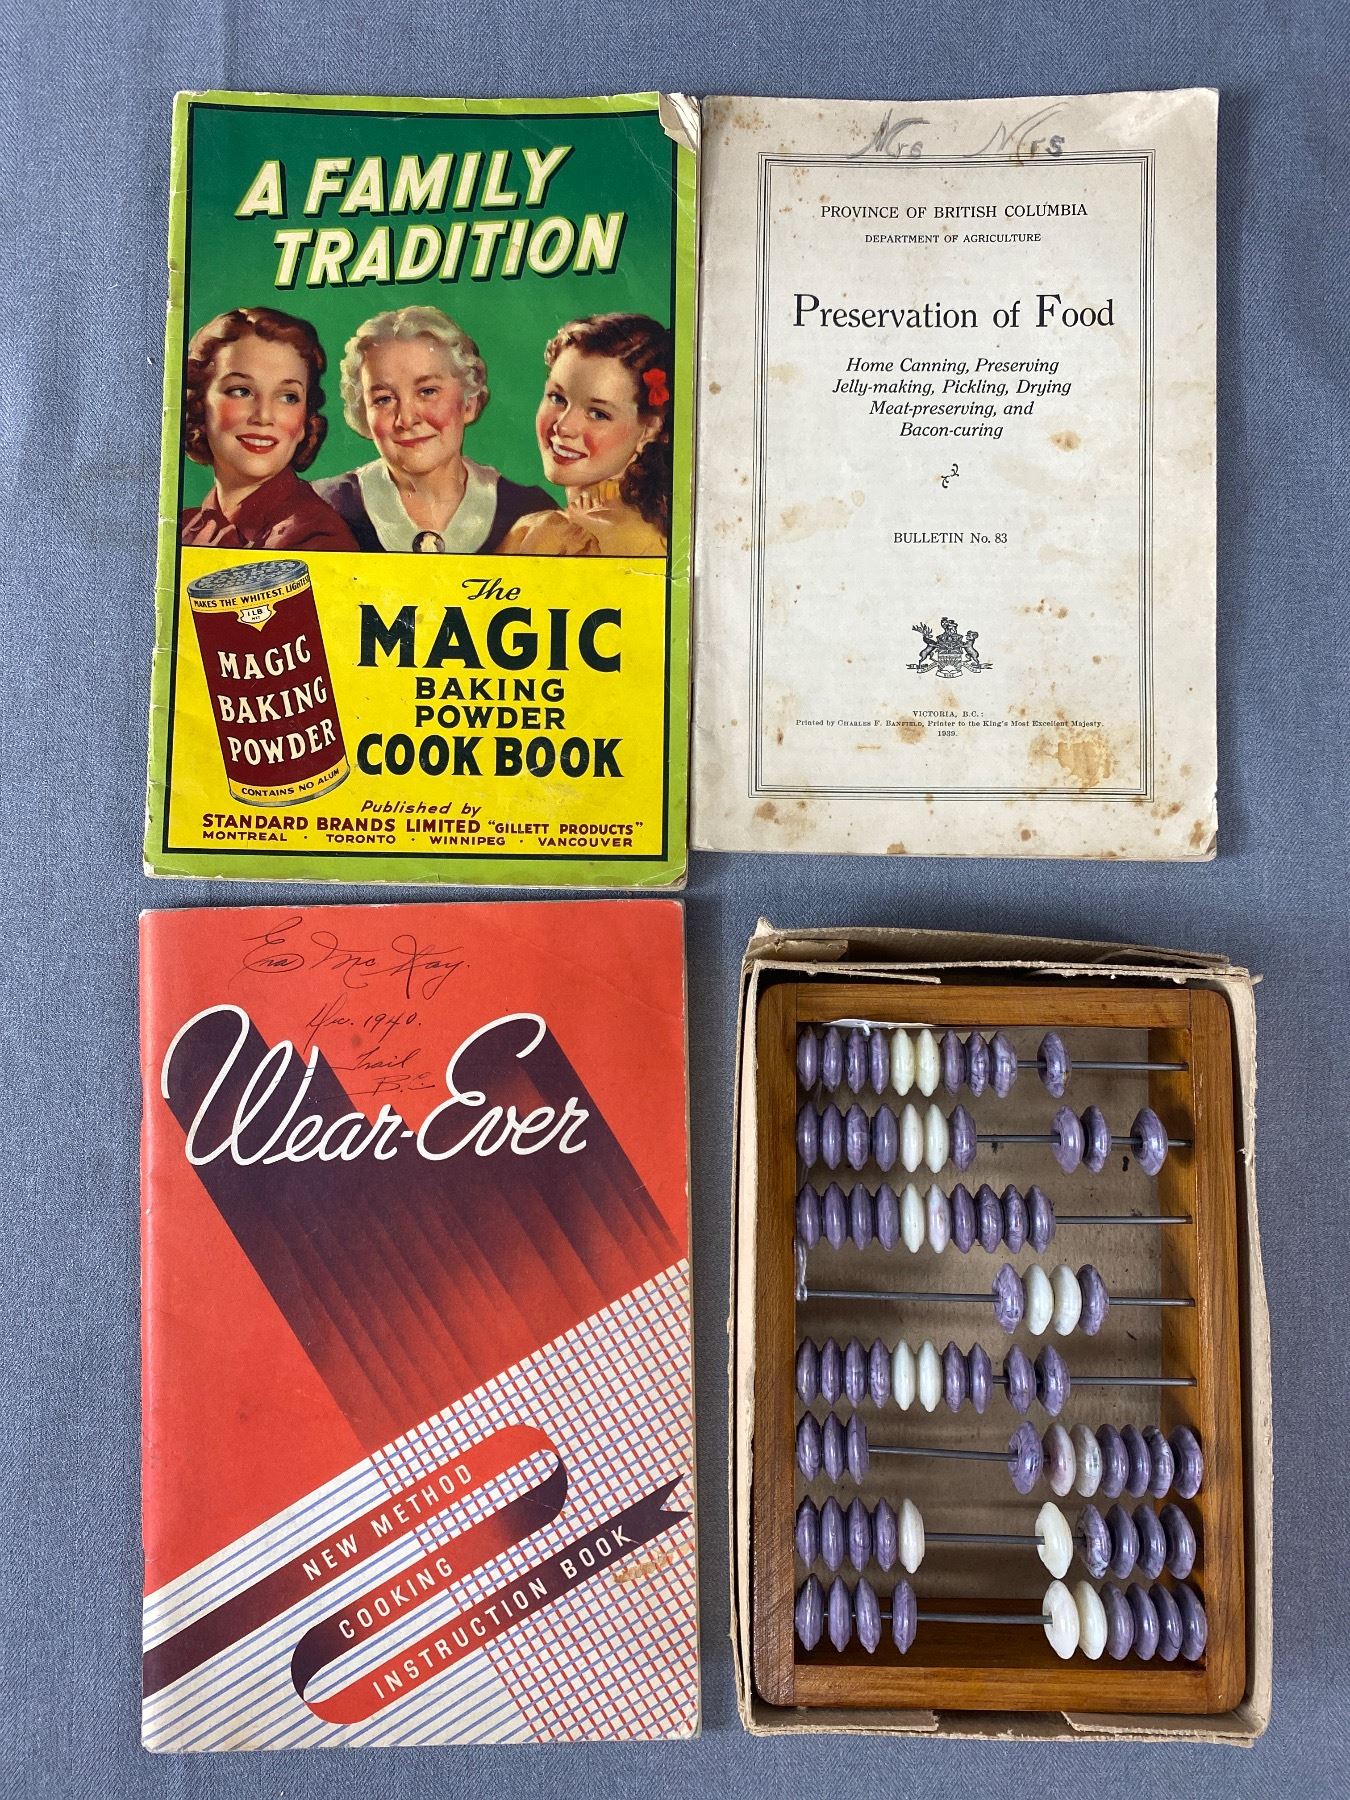 A FAMILY
TRADITION
MAKES THE WHITEST, LIGHTEST
1 LB
NET
MAGIC
BAKING
POWDER
CONTAINS NO ALUM
The
MAGIC
BAKING
POWDER
COOK BOOK
Published by
STANDARD BRANDS LIMITED "GILLETT PRODUCTS"
MONTREAL · TORONTO · WINNIPEG · VANCOUVER
Mrs Mrs
PROVINCE OF BRITISH COLUMBIA
DEPARTMENT OF AGRICULTURE
Preservation of Food
Home Canning, Preserving
Jelly-making, Pickling, Drying
Meat-preserving, and
Bacon-curing
BULLETIN No. 83
VICTORIA, B.C.:
Printed by CHARLES F. BANFIELD, Printer to the King's Most Excellent Majesty.
1939.
Ena McKay.
Dec. 1940.
Trail
B.C.
Wear-Ever
NEW METHOD
COOKING
INSTRUCTION BOOK